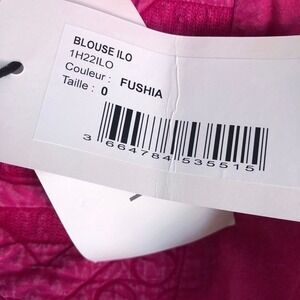 BLOUSE ILO
1H22ILO
Couleur : FUSHIA
Taille : 0
3 664784 535515